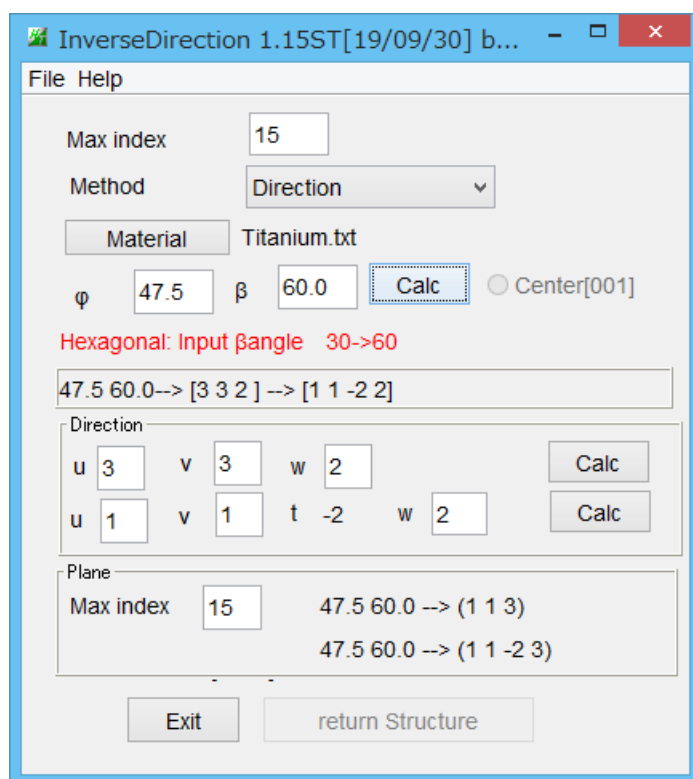 InverseDirection 1.15ST[19/09/30] b...
File Help
Max index 15
Method Direction
Material Titanium.txt
φ 47.5 β 60.0 Calc Center[001]
Hexagonal: Input βangle 30->60
47.5 60.0--> [3 3 2 ] --> [1 1 -2 2]
Direction
u 3 v 3 w 2 Calc
u 1 v 1 t -2 w 2 Calc
Plane
Max index 15 47.5 60.0 --> (1 1 3)
47.5 60.0 --> (1 1 -2 3)
Exit return Structure